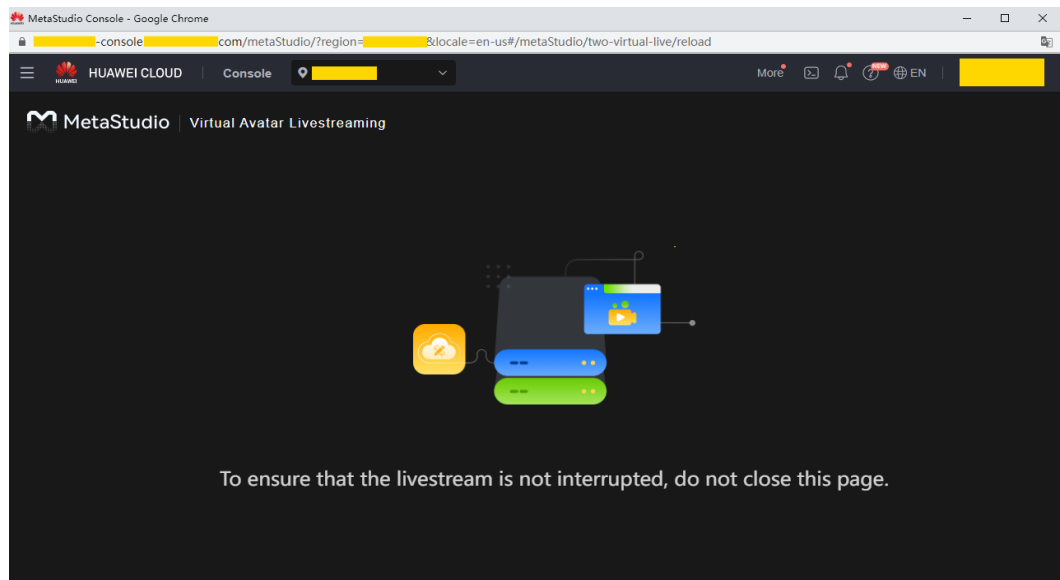 MetaStudio Console - Google Chrome
-console com/metaStudio/?region= &locale=en-us#/metaStudio/two-virtual-live/reload
HUAWEI HUAWEI CLOUD Console More NEW EN
MetaStudio Virtual Avatar Livestreaming
To ensure that the livestream is not interrupted, do not close this page.